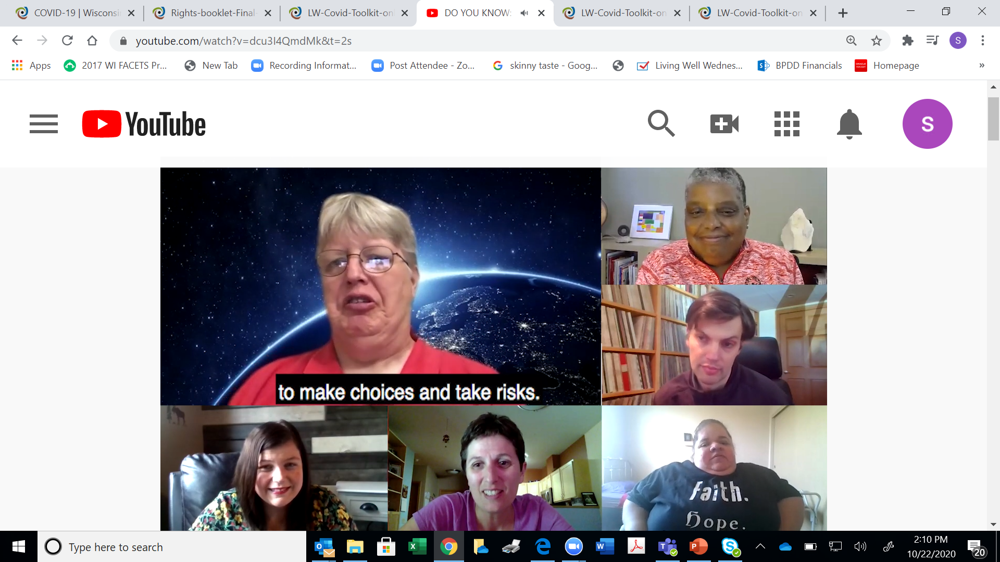 COVID-19 | Wisconsi
Rights-booklet-Final-
LW-Covid-Toolkit-onl
DO YOU KNOW:
LW-Covid-Toolkit-on
LW-Covid-Toolkit-on
youtube.com/watch?v=dcu3I4QmdMk&t=2s
S
Apps
2017 WI FACETS Pr...
New Tab
Recording Informat...
Post Attendee - Zo...
skinny taste - Goog...
Living Well Wednes...
BPDD Financials
Homepage
»
YouTube
S
to make choices and take risks.
Faith.
Hope.
Type here to search
2:10 PM
10/22/2020
20